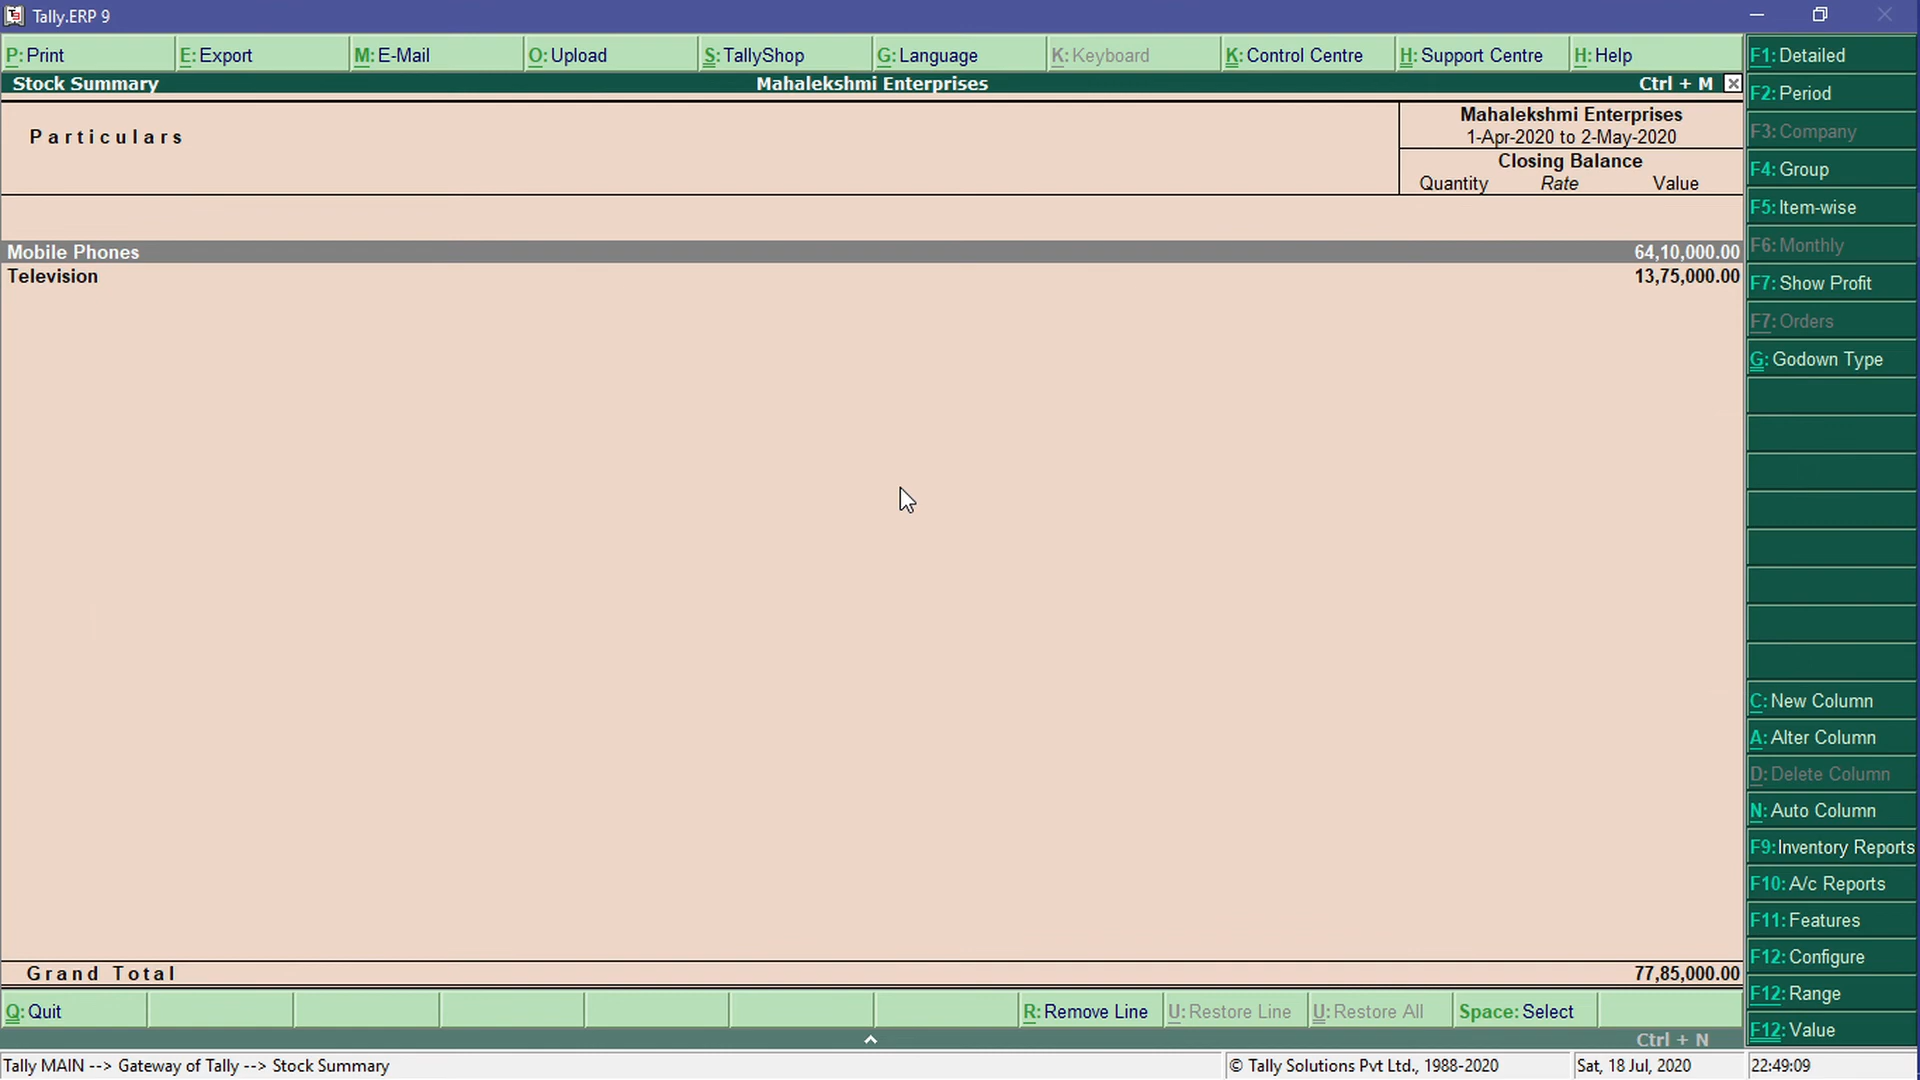 Tally.ERP 9
P: Print E: Export M: E-Mail O: Upload S: TallyShop G: Language K: Keyboard K: Control Centre H: Support Centre H: Help
Stock Summary Mahalekshmi Enterprises Ctrl + M
Particulars
Mahalekshmi Enterprises
1-Apr-2020 to 2-May-2020
Closing Balance
Quantity Rate Value
Mobile Phones 64,10,000.00
Television 13,75,000.00
Grand Total 77,85,000.00
F1: Detailed
F2: Period
F3: Company
F4: Group
F5: Item-wise
F6: Monthly
F7: Show Profit
F7: Orders
G: Godown Type
C: New Column
A: Alter Column
D: Delete Column
N: Auto Column
F9: Inventory Reports
F10: A/c Reports
F11: Features
F12: Configure
F12: Range
F12: Value
Q: Quit R: Remove Line U: Restore Line U: Restore All Space: Select
Ctrl + N
Tally MAIN --> Gateway of Tally --> Stock Summary © Tally Solutions Pvt Ltd., 1988-2020 Sat, 18 Jul, 2020 22:49:09